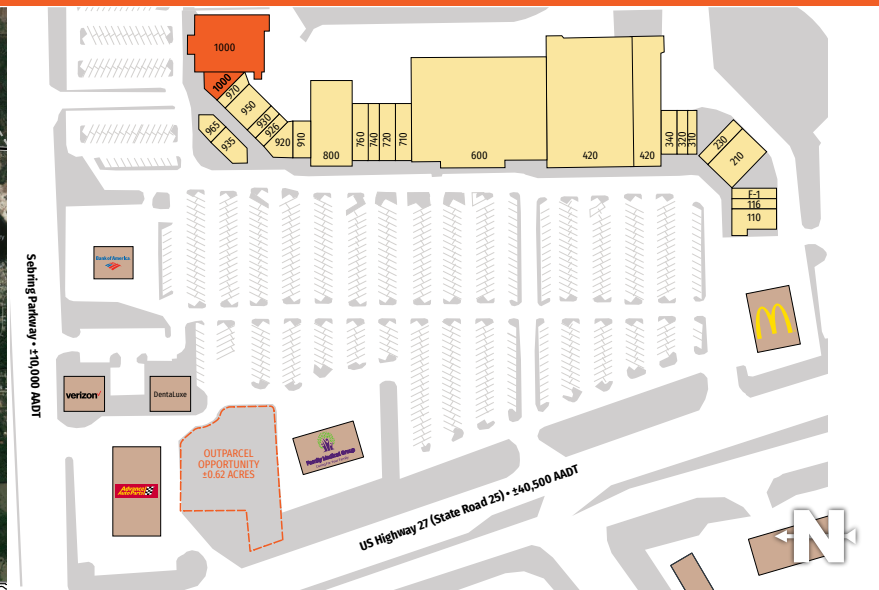 1000
1000
970
950
930
926
920
910
965
935
800
760
740
720
710
600
420
420
340
320
310
230
210
F-1
116
110
Bank of America
Sebring Parkway • ±10,000 AADT
verizon✓
DentaLuxe
Advance
Auto Parts
OUTPARCEL
OPPORTUNITY
±0.62 ACRES
Family Medical Group
US Highway 27 (State Road 25) • ±40,500 AADT
N